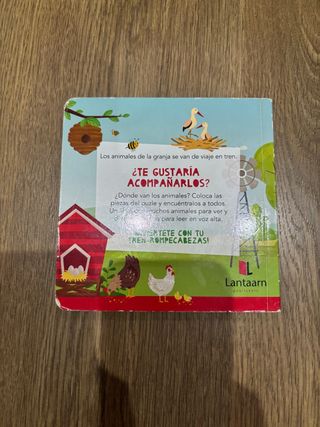 Los animales de la granja se van de viaje en tren.
¿TE GUSTARÍA
ACOMPAÑARLOS?
¿Dónde van los animales? Coloca las
piezas del puzle y encuéntralos a todos.
Un muchos animales para ver y
para leer en voz alta.
CON TU
TREN-ROMPECABEZAS!
Lantaarn